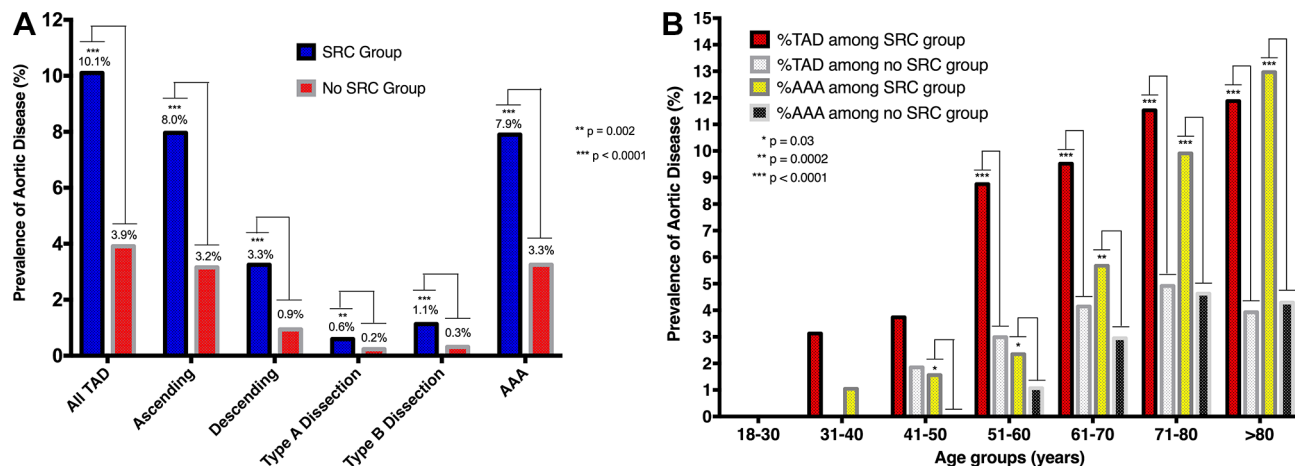 A
Prevalence of Aortic Disease (%)
12
10
8
6
4
2
0
SRC Group
No SRC Group
** p = 0.002
*** p < 0.0001
***
10.1%
3.9%
***
8.0%
3.2%
***
3.3%
0.9%
**
0.6%
0.2%
***
1.1%
0.3%
***
7.9%
3.3%
All TAD
Ascending
Descending
Type A Dissection
Type B Dissection
AAA
B
Prevalence of Aortic Disease (%)
15
14
13
12
11
10
9
8
7
6
5
4
3
2
1
0
%TAD among SRC group
%TAD among no SRC group
%AAA among SRC group
%AAA among no SRC group
* p = 0.03
** p = 0.0002
*** p < 0.0001
*
***
*
***
**
***
***
***
***
18-30
31-40
41-50
51-60
61-70
71-80
>80
Age groups (years)